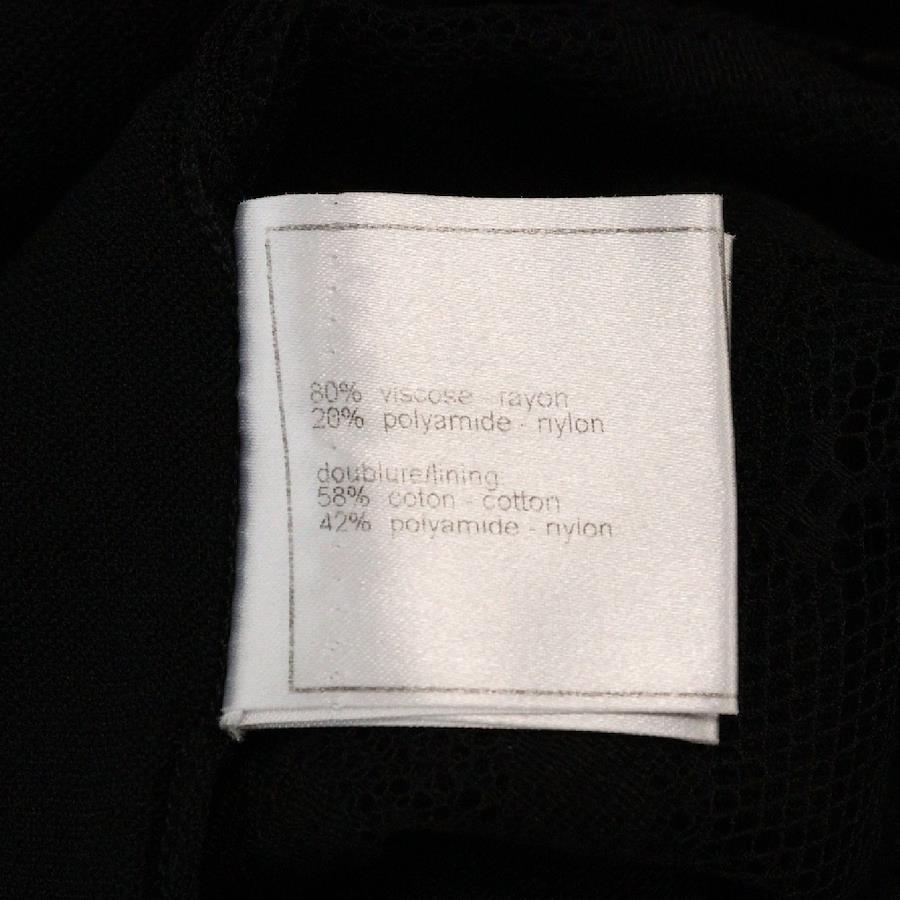 80% viscose - rayon
20% polyamide - nylon
doublure/lining
58% coton - cotton
42% polyamide - nylon